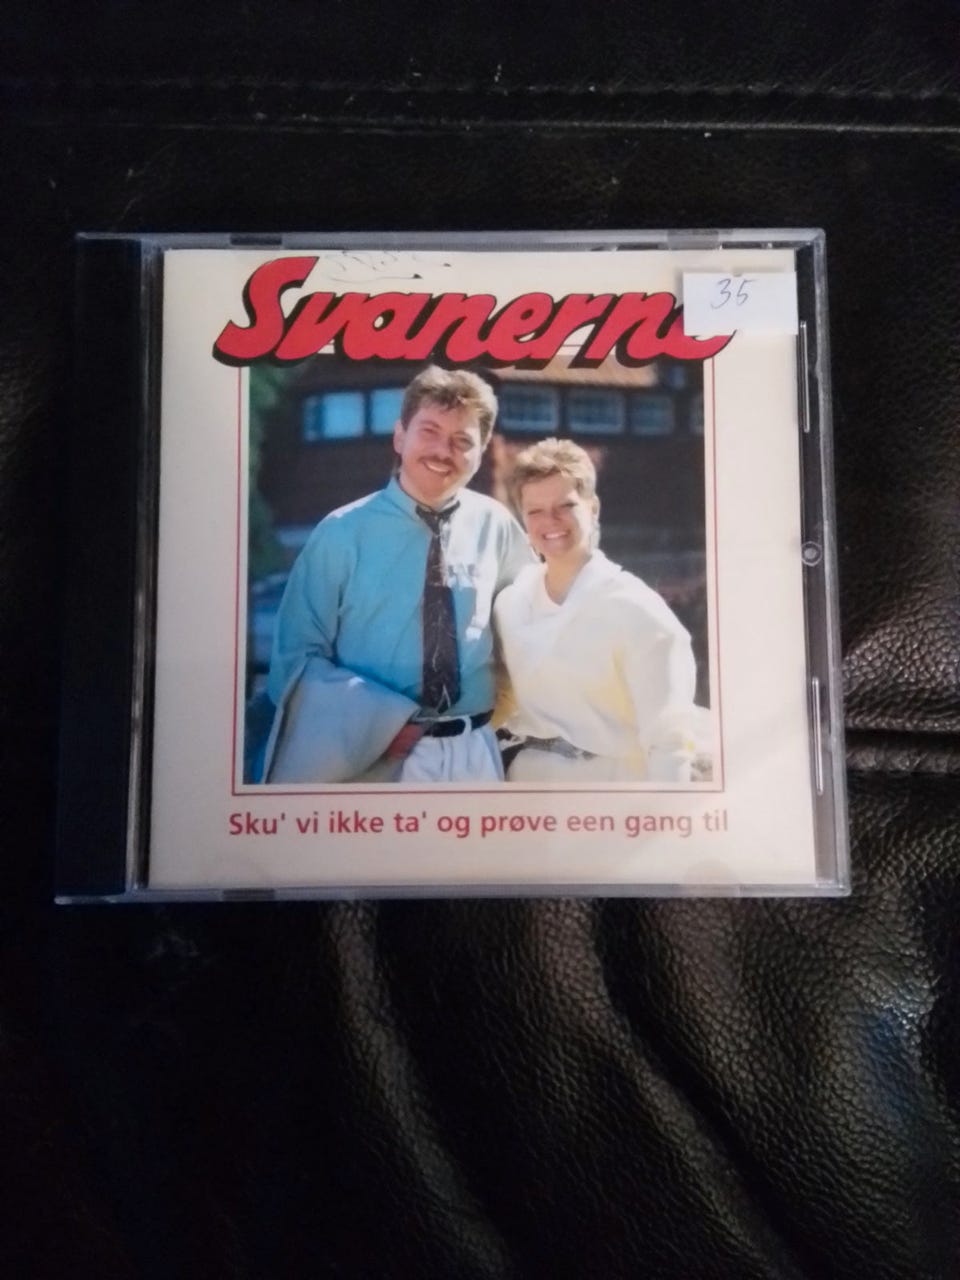 Svanerne
35
Sku' vi ikke ta' og prøve een gang til